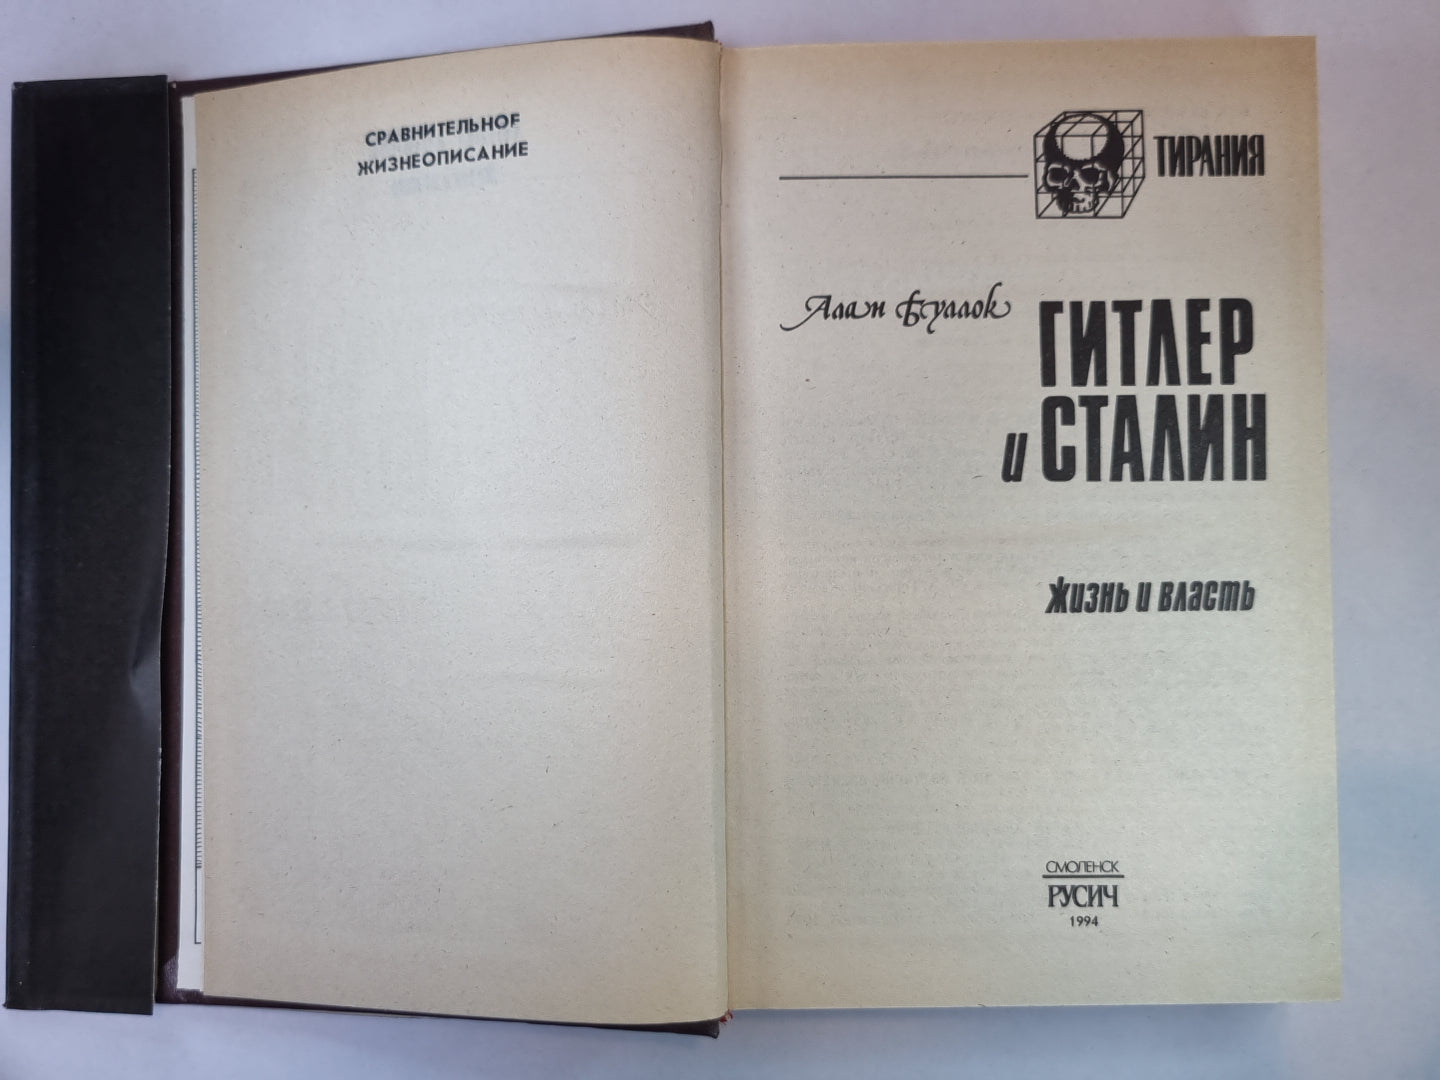 СРАВНИТЕЛЬНОЕ
ЖИЗНЕОПИСАНИЕ
ТИРАНИЯ
Алан Буллок
ГИТЛЕР
и СТАЛИН
жизнь и власть
СМОЛЕНСК
РУСИЧ
1994